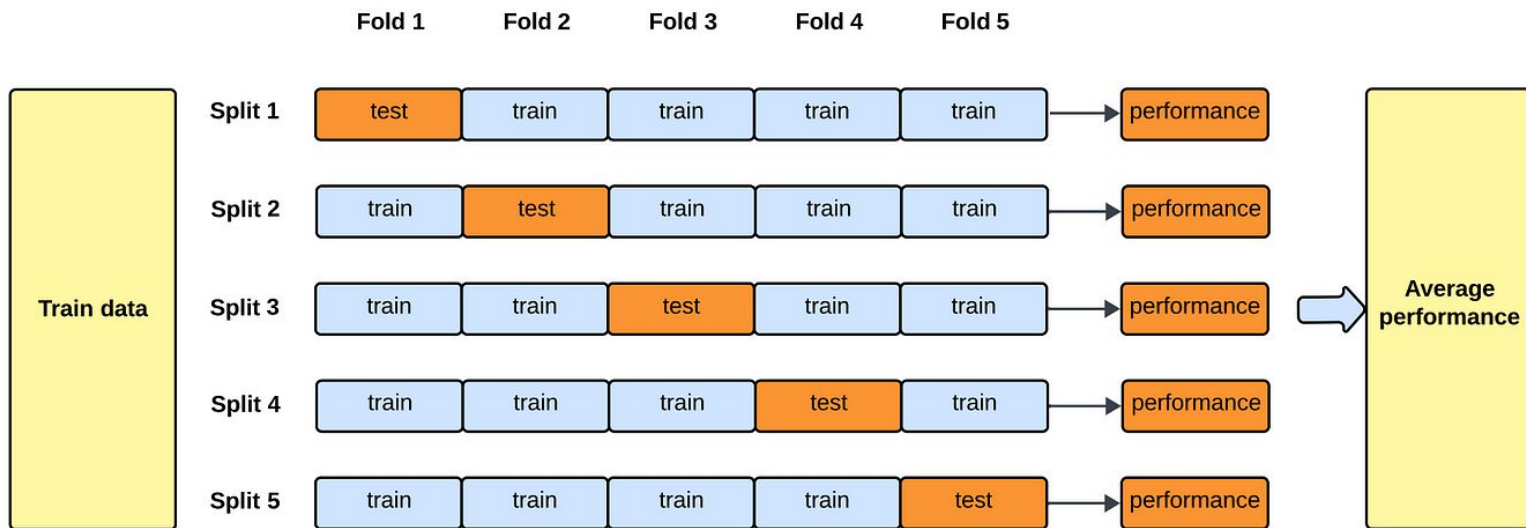 Fold 1 Fold 2 Fold 3 Fold 4 Fold 5
Split 1 test train train train train performance
Split 2 train test train train train performance
Train data
Split 3 train train test train train performance
Average
performance
Split 4 train train train test train performance
Split 5 train train train train test performance